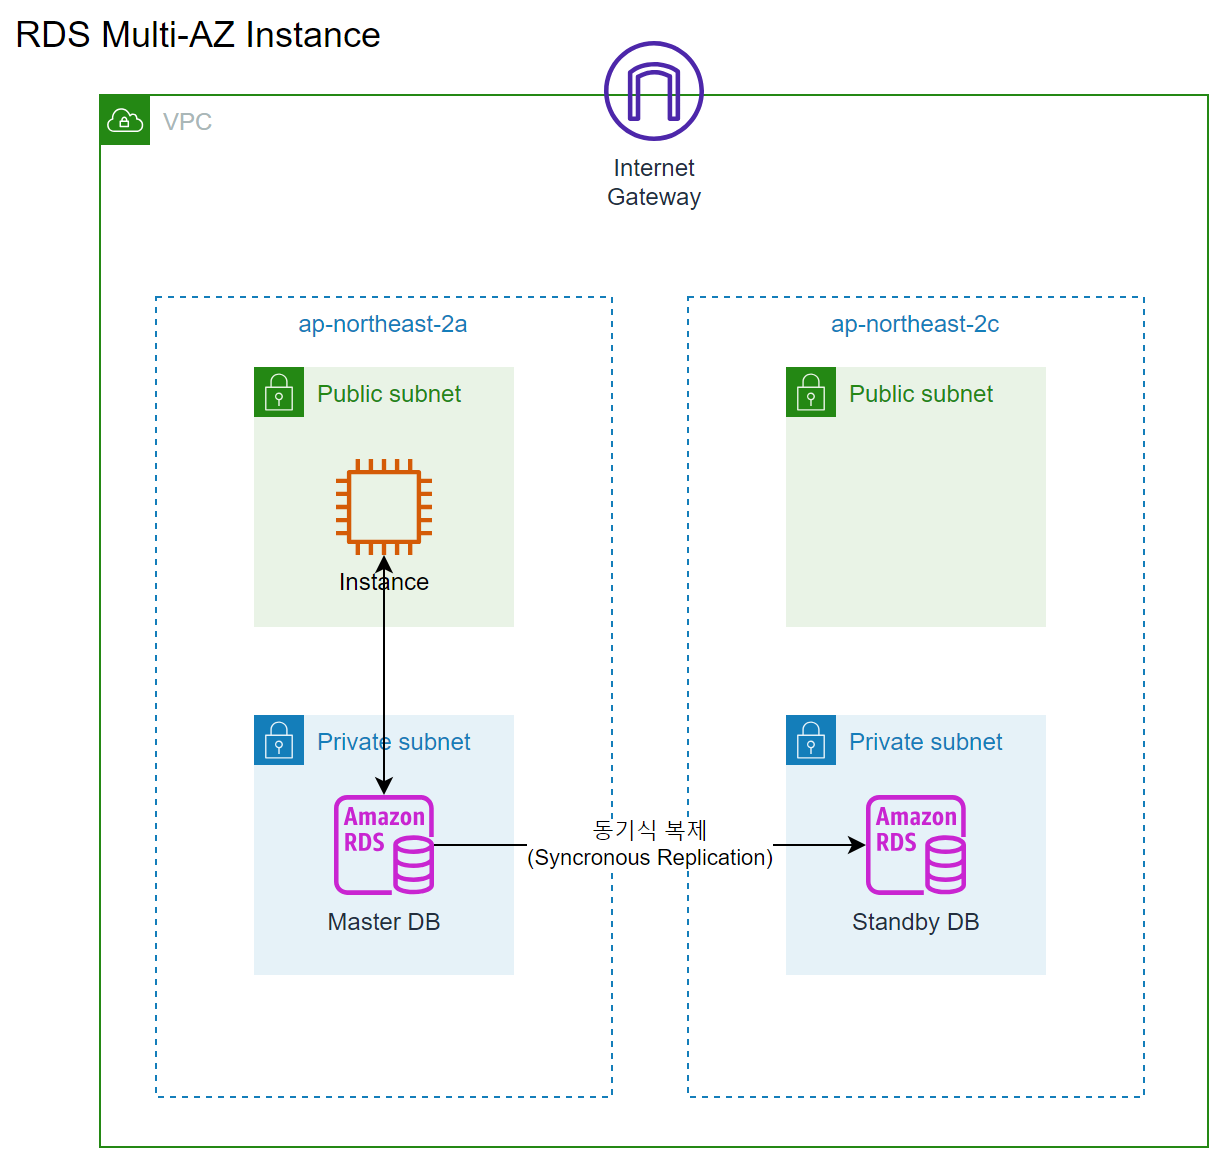 RDS Multi-AZ Instance
VPC
Internet
Gateway
ap-northeast-2a
Public subnet
Instance
Private subnet
Amazon
RDS
Master DB
동기식 복제
(Syncronous Replication)
ap-northeast-2c
Public subnet
Private subnet
Amazon
RDS
Standby DB